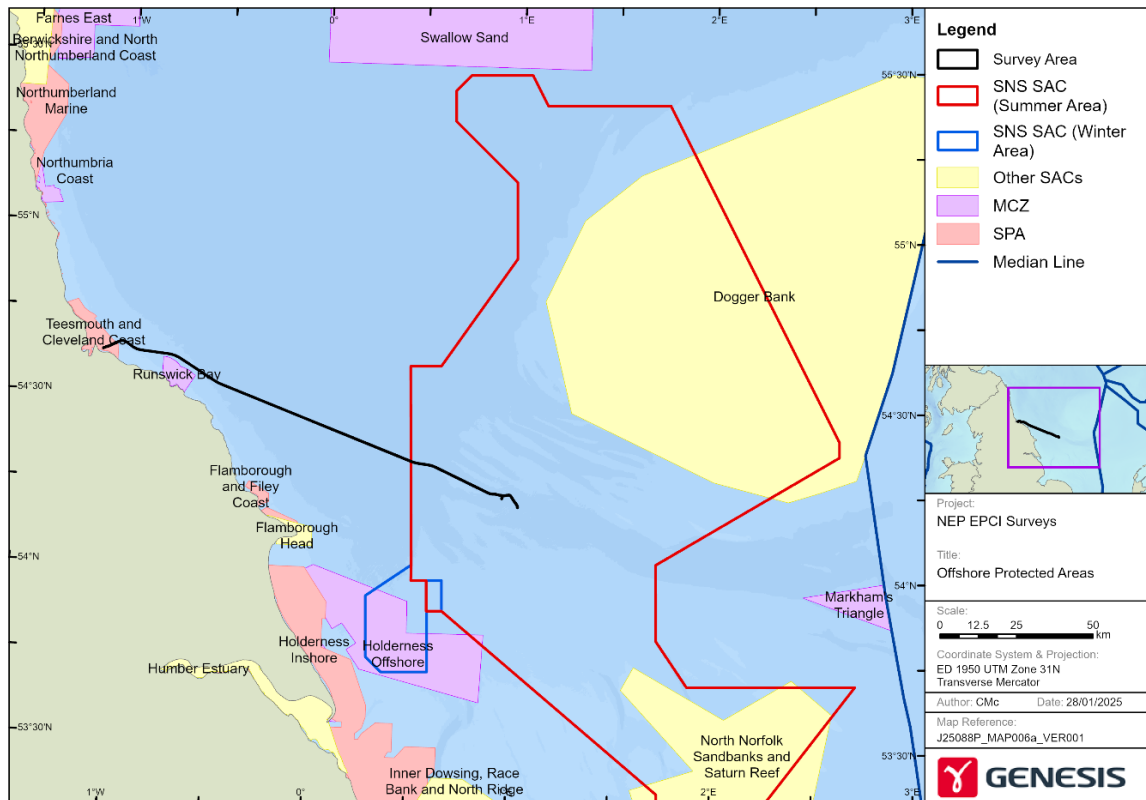 1°W
0°
1°E
2°E
3°E
Farnes East
55°30'N
Berwickshire and North
Northumberland Coast
Swallow Sand
55°30'N
Northumberland
Marine
Northumbria
Coast
55°N
55°N
Dogger Bank
Teesmouth and
Cleveland Coast
Runswick Bay
54°30'N
54°30'N
Flamborough
and Filey
Coast
Flamborough
Head
54°N
54°N
Markham's
Triangle
Holderness
Inshore
Holderness
Offshore
Humber Estuary
53°30'N
53°30'N
North Norfolk
Sandbanks and
Saturn Reef
Inner Dowsing, Race
Bank and North Ridge
1°W
0°
2°E
3°E
Legend
Survey Area
SNS SAC
(Summer Area)
SNS SAC (Winter
Area)
Other SACs
MCZ
SPA
Median Line
Project:
NEP EPCI Surveys
Title:
Offshore Protected Areas
Scale:
0 12.5 25 50
km
Coordinate System & Projection:
ED 1950 UTM Zone 31N
Transverse Mercator
Author: CMc Date: 28/01/2025
Map Reference:
J25088P_MAP006a_VER001
GENESIS